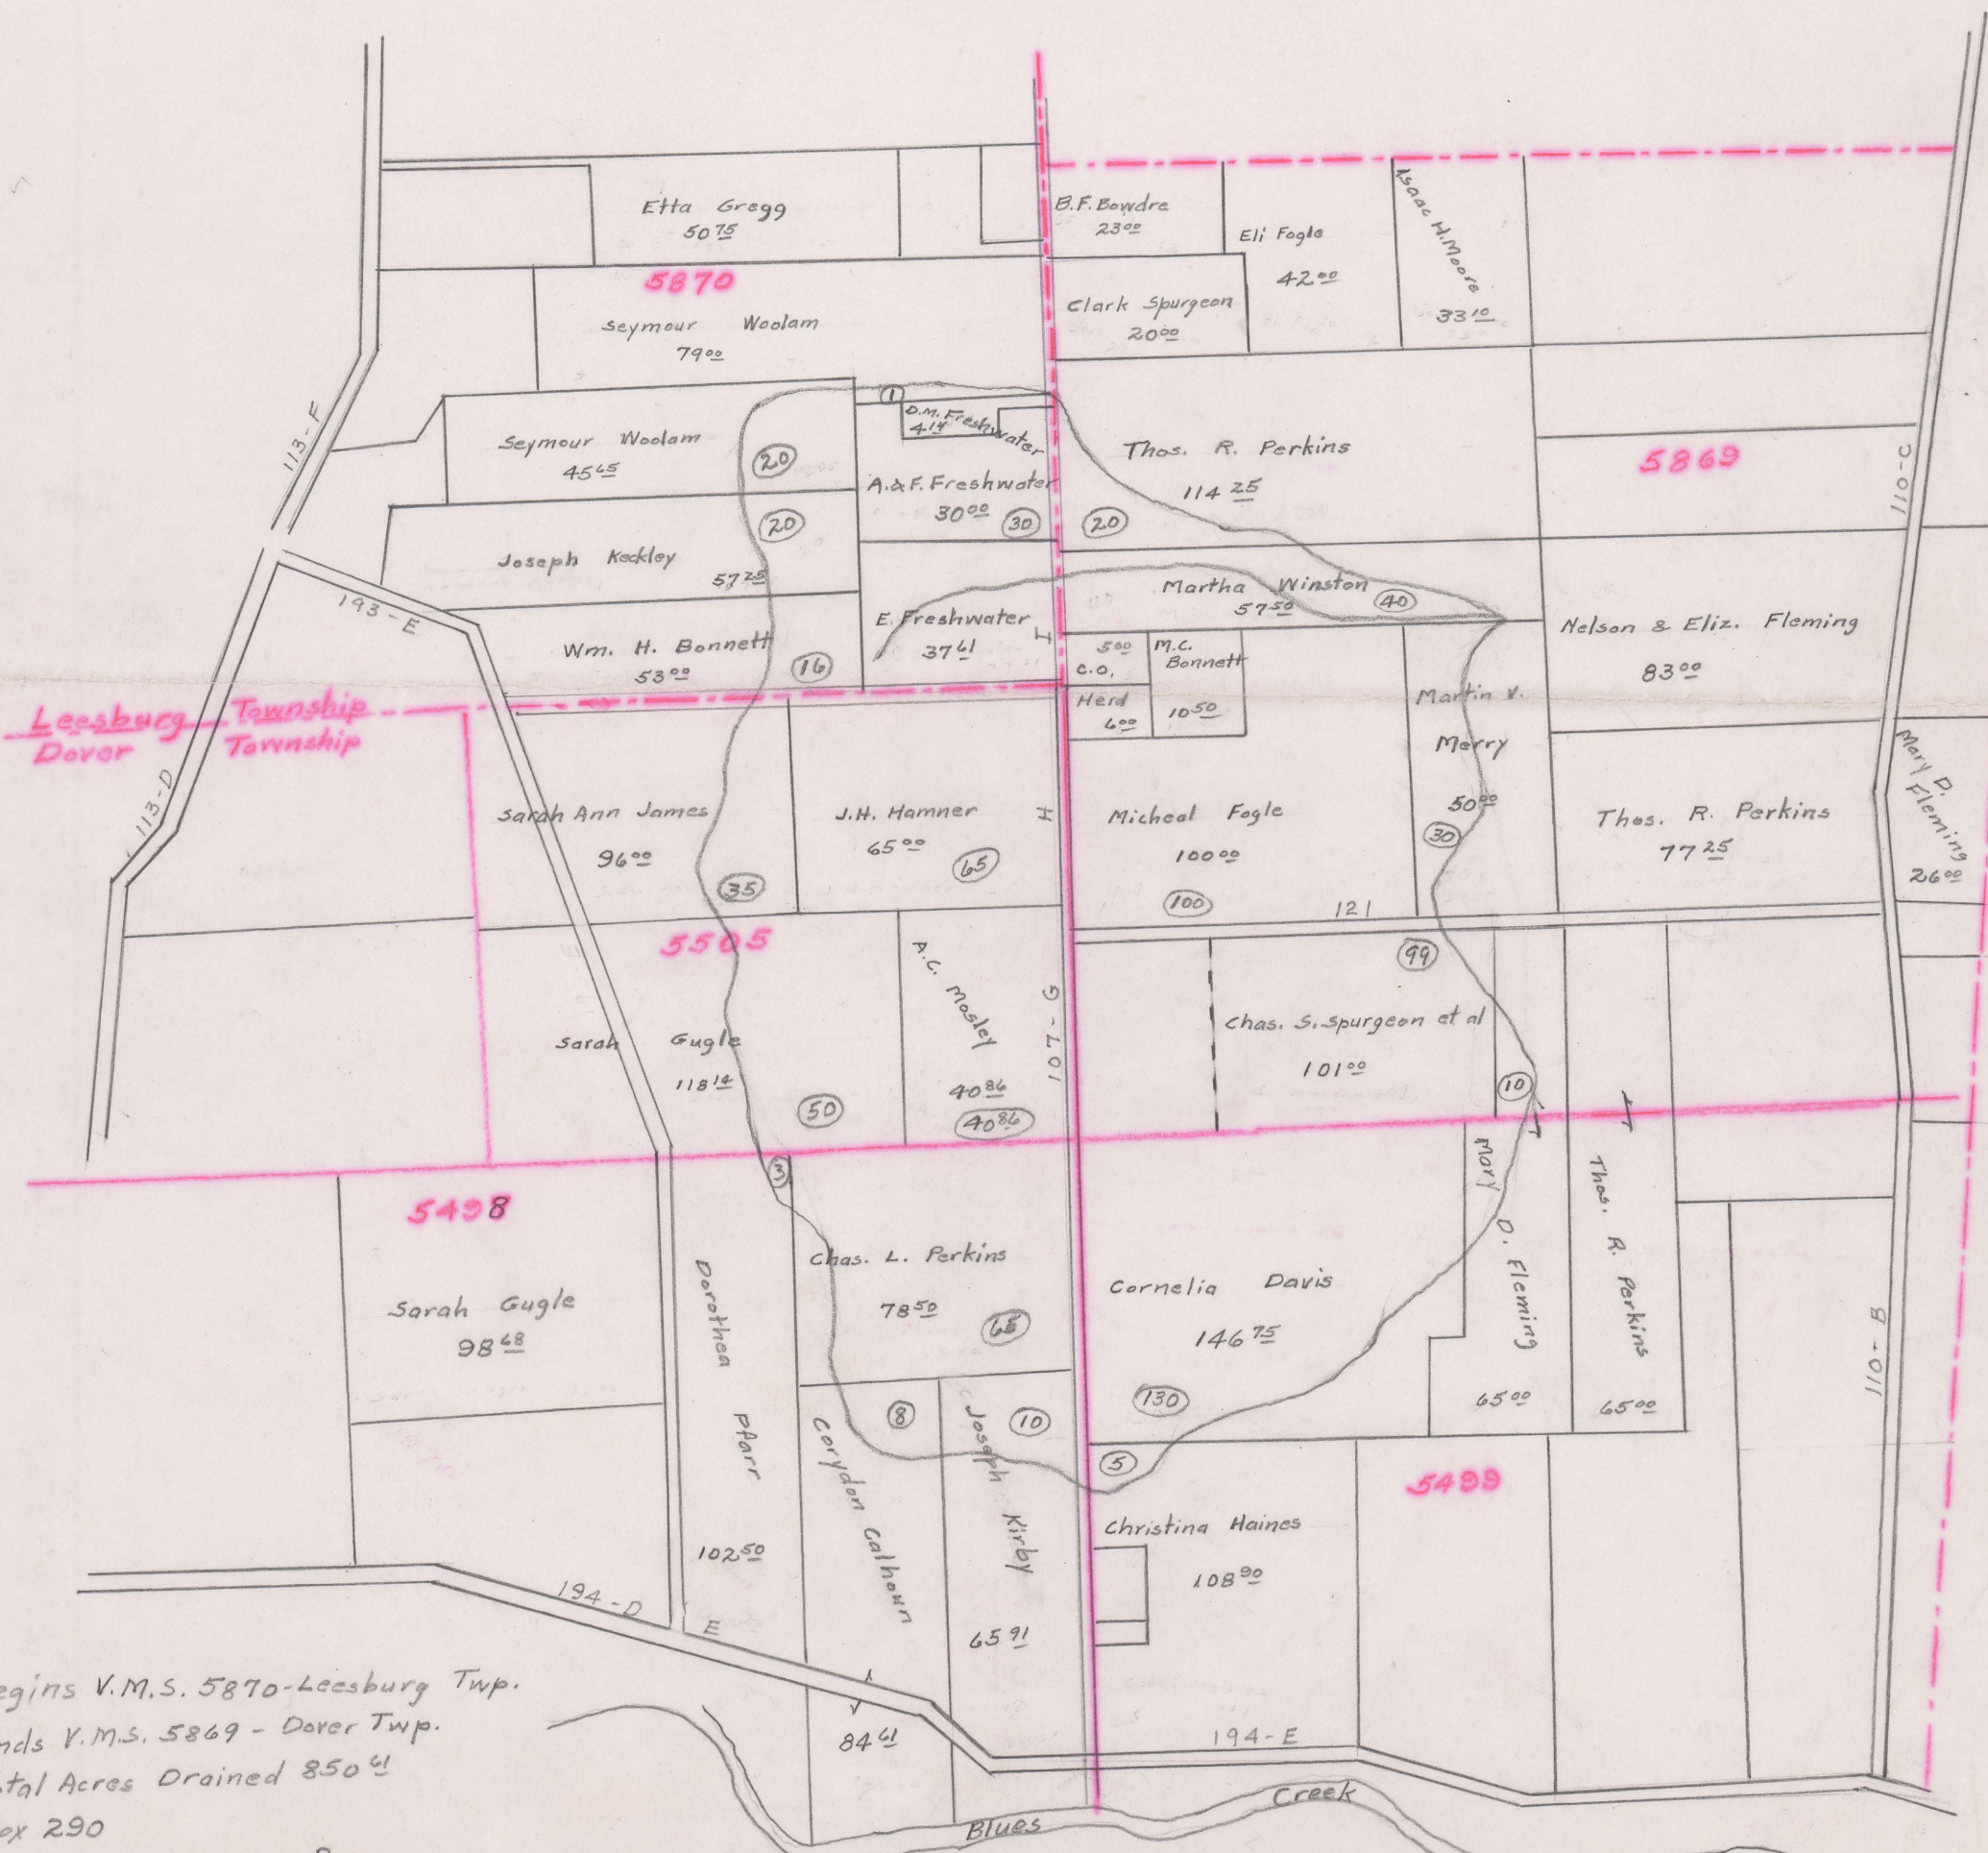 Etta Gregg
50 75
B.F. Bowdre
23 00
Eli Fogle
42 00
Isaac H. Moore
33 10
5870
Seymour Woolam
79 00
Clark Spurgeon
20 00
113-F
Seymour Woolam
45 65
20
1
D.M. Freshwater
4 14
A. & F. Freshwater
30 00
30
Thos. R. Perkins
114 25
20
5869
110-C
Joseph Keckley
57 25
20
193-E
Wm. H. Bonnett
53 00
16
E. Freshwater
37 61
I
Martha Winston
57 50
40
5 00
C.O.
Herd
6 00
M.C.
Bonnett
10 50
Nelson & Eliz. Fleming
83 00
Leesburg Township
Dover Township
113-D
Martin V.
Merry
50 00
30
Mary D.
Fleming
26 00
Sarah Ann James
96 00
35
J.H. Hamner
65 00
65
H
Micheal Fogle
100 00
100
Thos. R. Perkins
77 25
121
5505
A.C. Mosley
40 86
40 86
107-G
99
Chas. S. Spurgeon et al
101 00
10
Sarah Gugle
118 14
50
3
5498
Sarah Gugle
98 68
Dorothea Pfarr
102 50
Chas. L. Perkins
78 50
65
Cornelia Davis
146 75
130
Mary D. Fleming
65 00
Thos. R. Perkins
65 00
110-B
8
Corydon Calhoun
84 61
10
Joseph Kirby
65 91
5
5499
Christina Haines
108 90
194-D
E
194-E
Blues Creek
egins V.M.S. 5870-Leesburg Twp.
nds V.M.S. 5869 - Dover Twp.
tal Acres Drained 850 61
ox 290